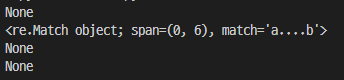 None
<re.Match object; span=(0, 6), match='a....b'>
None
None